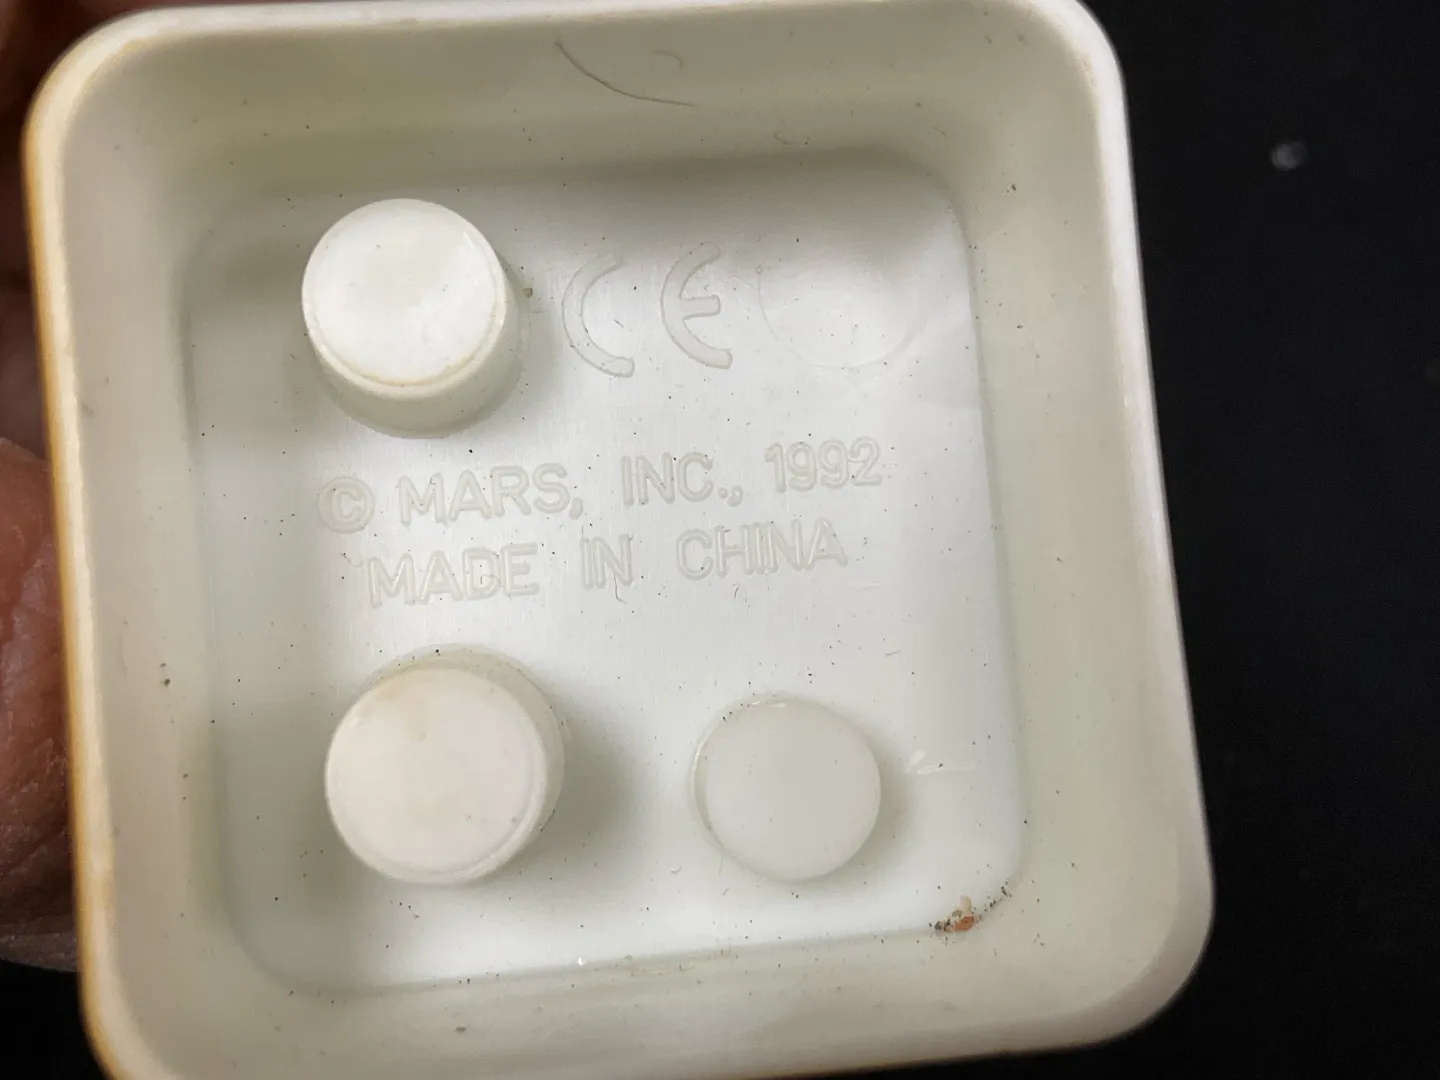 CE
© MARS, INC., 1992
MADE IN CHINA